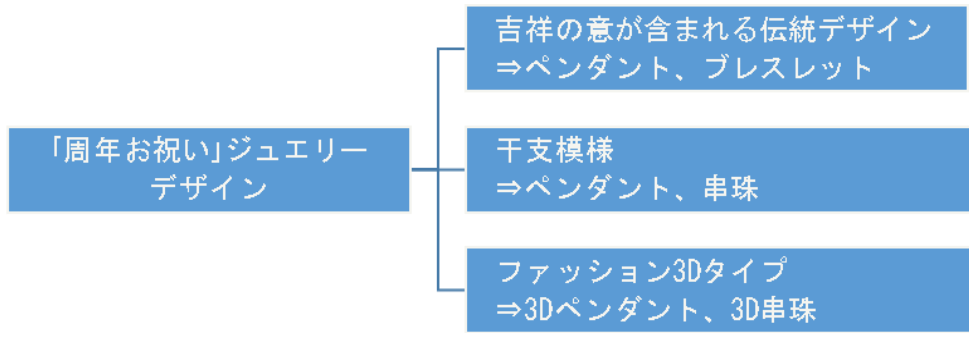 「周年お祝い」ジュエリー
デザイン
吉祥の意が含まれる伝統デザイン
⇒ペンダント、ブレスレット
干支模様
⇒ペンダント、串珠
ファッション3Dタイプ
⇒3Dペンダント、3D串珠